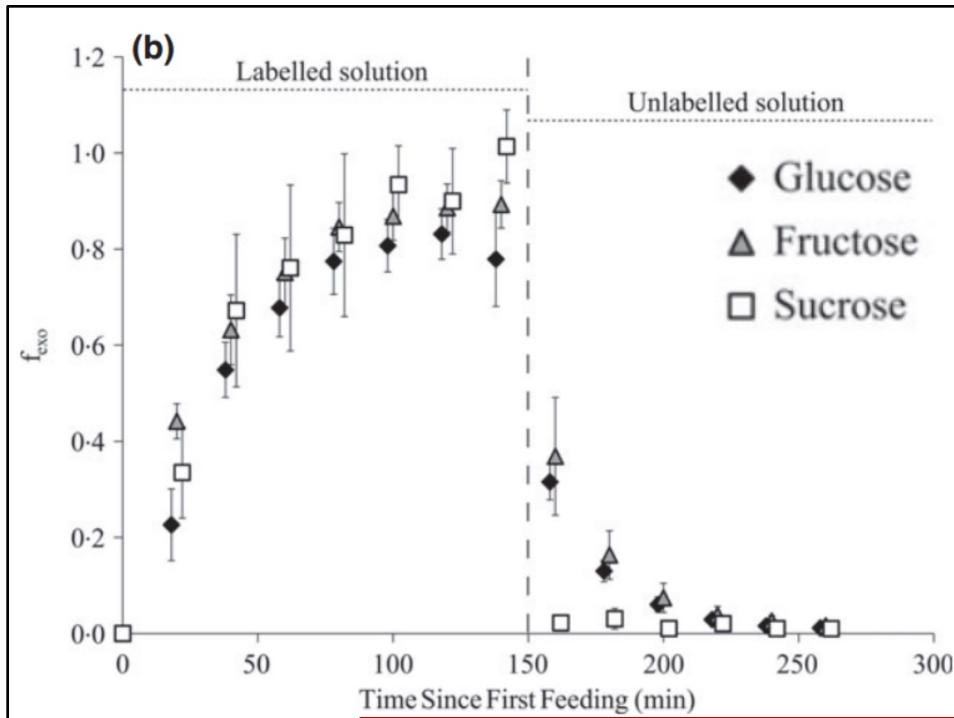 (b)
1·2
Labelled solution
Unlabelled solution
1·0
Glucose
0·8
Fructose
Sucrose
0·6
f_exo
0·4
0·2
0·0
0
50
100
150
200
250
300
Time Since First Feeding (min)